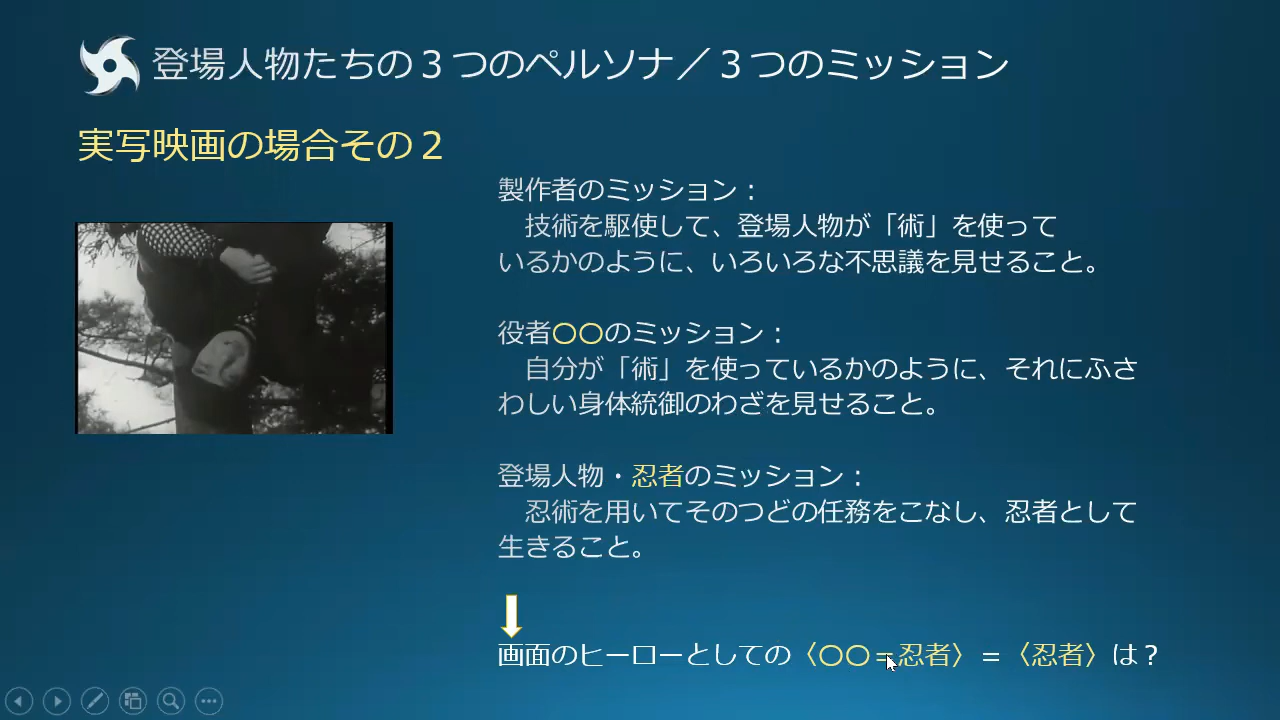 登場人物たちの３つのペルソナ／３つのミッション
実写映画の場合その２
製作者のミッション：
　技術を駆使して、登場人物が「術」を使って
いるかのように、いろいろな不思議を見せること。
役者〇〇のミッション：
　自分が「術」を使っているかのように、それにふさ
わしい身体統御のわざを見せること。
登場人物・忍者のミッション：
　忍術を用いてそのつどの任務をこなし、忍者として
生きること。
画面のヒーローとしての〈〇〇＝忍者〉＝〈忍者〉は？